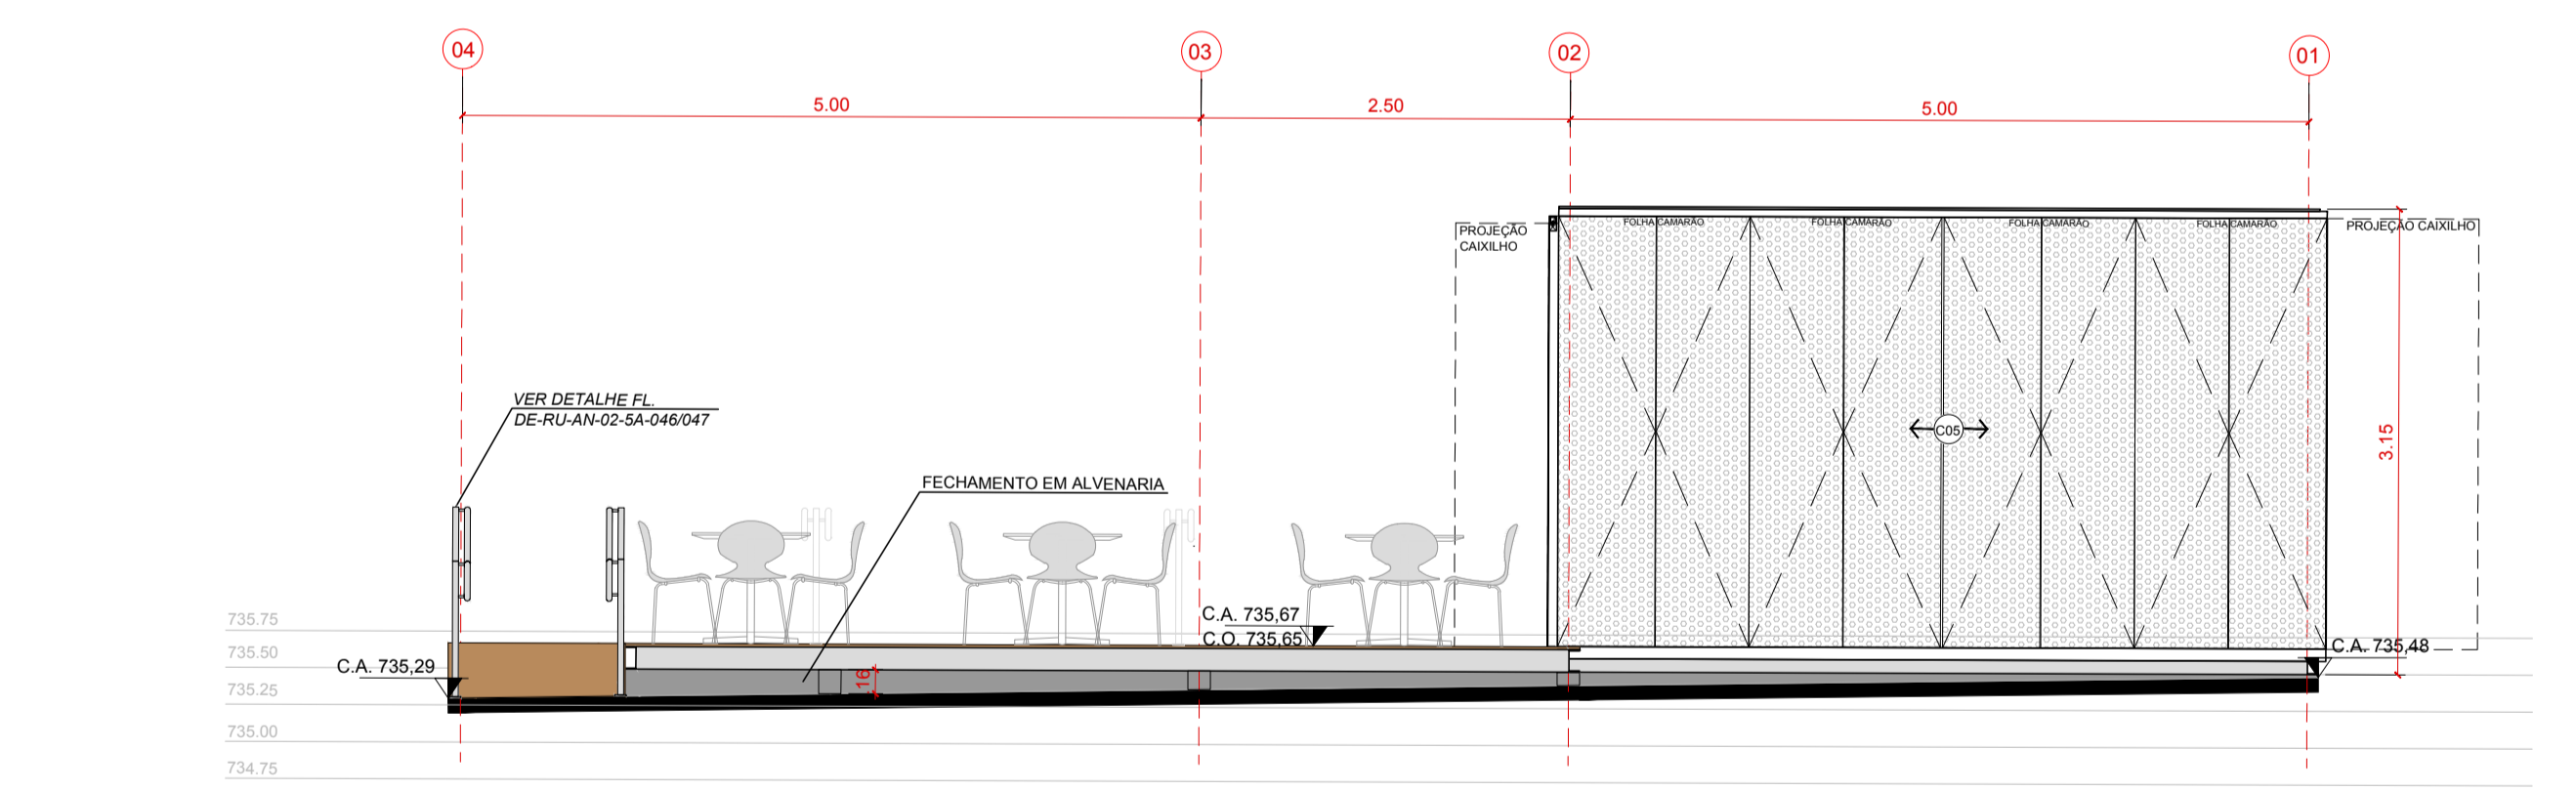 04
03
02
01
5.00
2.50
5.00
PROJEÇÃO
CAIXILHO
FOLHA CAMARÃO
FOLHA CAMARÃO
FOLHA CAMARÃO
FOLHA CAMARÃO
PROJEÇÃO CAIXILHO
VER DETALHE FL.
DE-RU-AN-02-5A-046/047
C05
3.15
FECHAMENTO EM ALVENARIA
735.75
C.A. 735,67
C.O. 735,65
735.50
C.A. 735,29
C.A. 735,48
735.25
.16
735.00
734.75